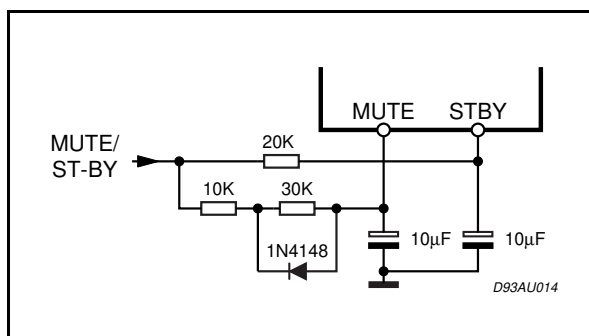 MUTE STBY
MUTE/
ST-BY
20K
10K 30K
10μF 10μF
1N4148
D93AU014